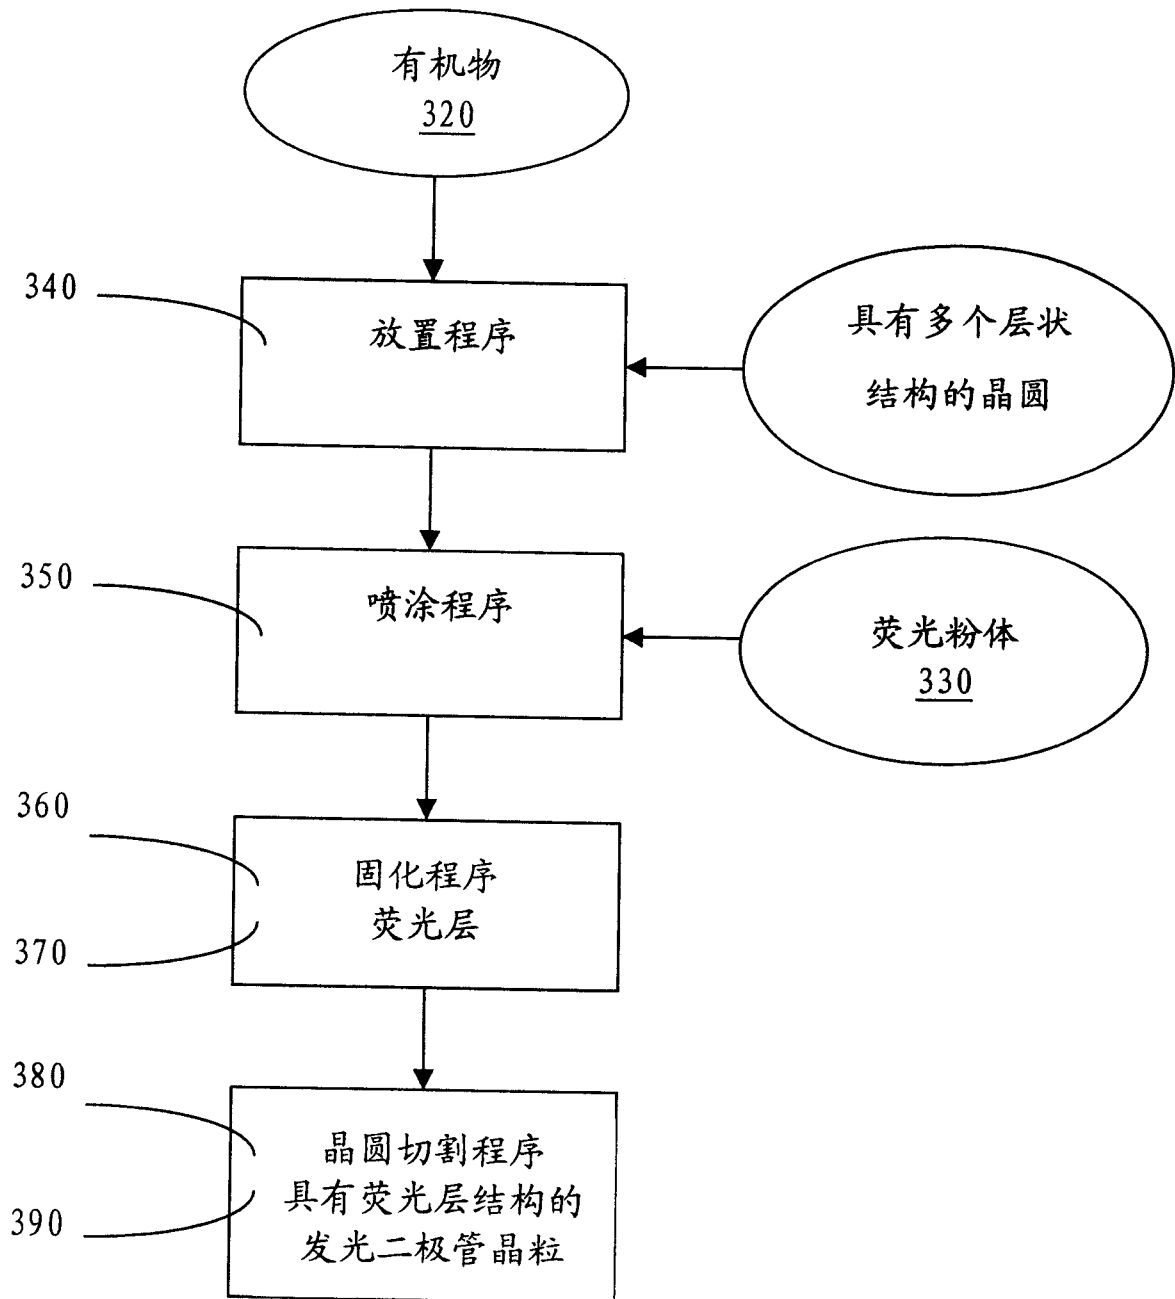 有机物
320
340
放置程序
具有多个层状
结构的晶圆
350
喷涂程序
荧光粉体
330
360
固化程序
荧光层
370
380
晶圆切割程序
具有荧光层结构的
发光二极管晶粒
390